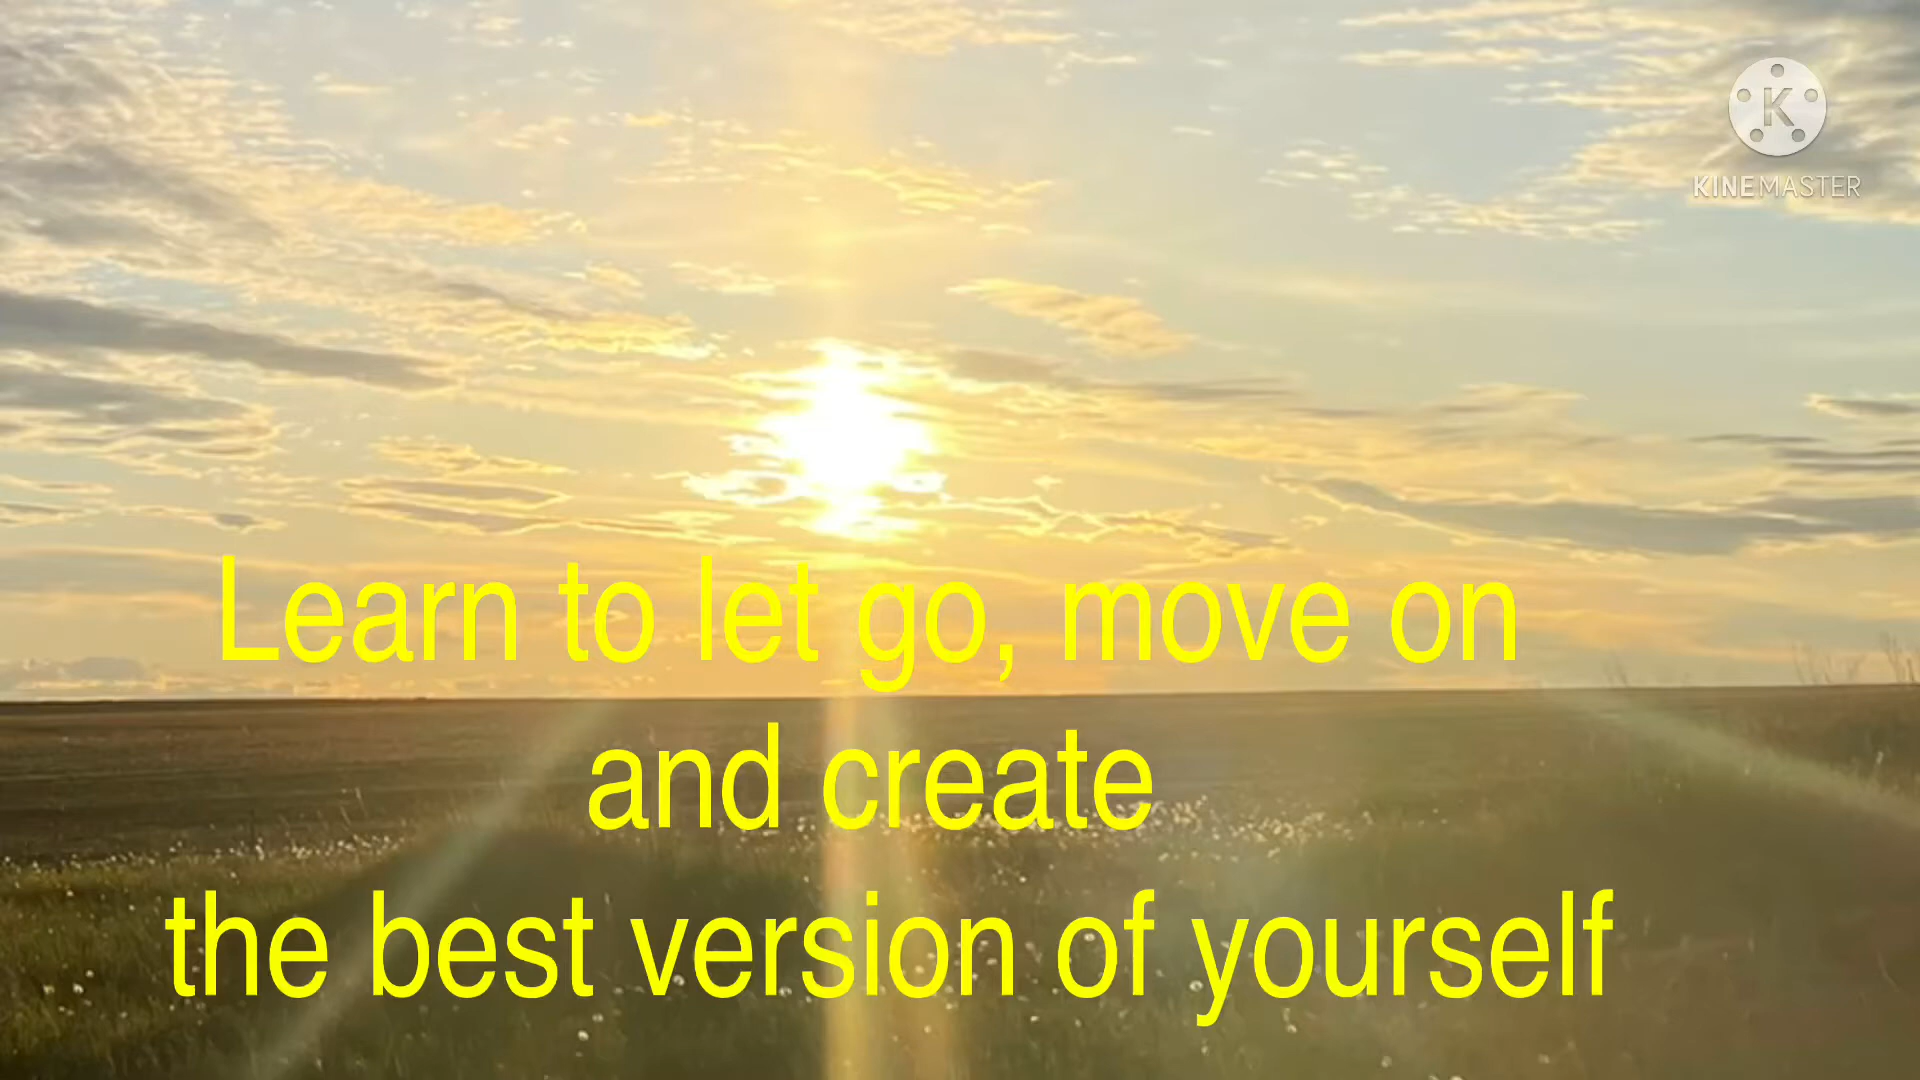 K
KINEMASTER
Learn to let go, move on
and create
the best version of yourself